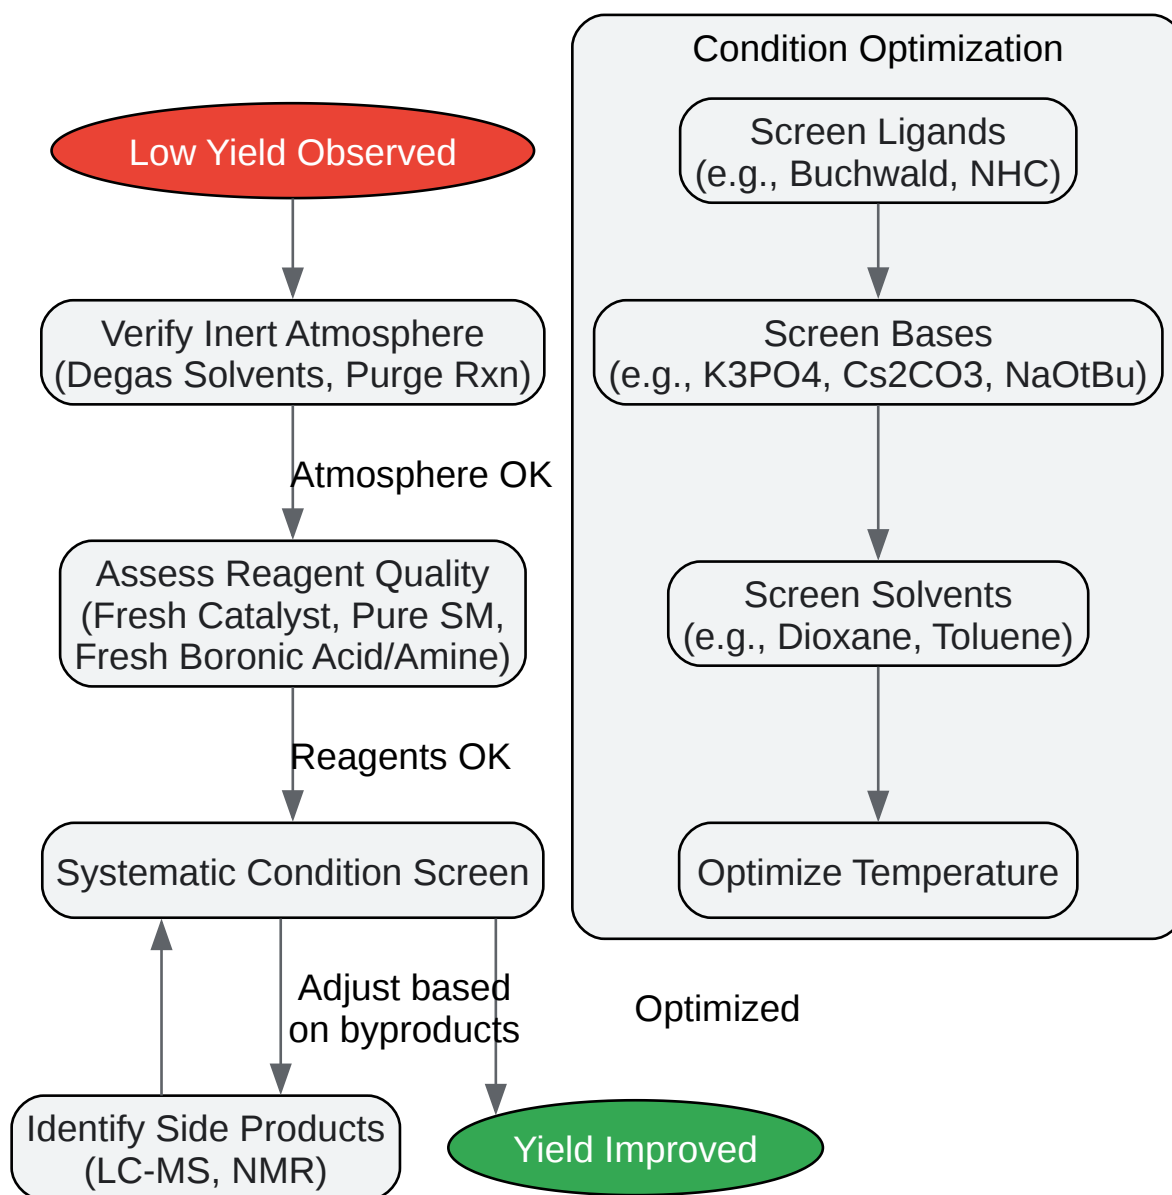 Low Yield Observed
Verify Inert Atmosphere
(Degas Solvents, Purge Rxn)
Atmosphere OK
Assess Reagent Quality
(Fresh Catalyst, Pure SM,
Fresh Boronic Acid/Amine)
Reagents OK
Systematic Condition Screen
Adjust based
on byproducts
Optimized
Identify Side Products
(LC-MS, NMR)
Yield Improved
Condition Optimization
Screen Ligands
(e.g., Buchwald, NHC)
Screen Bases
(e.g., K3PO4, Cs2CO3, NaOtBu)
Screen Solvents
(e.g., Dioxane, Toluene)
Optimize Temperature